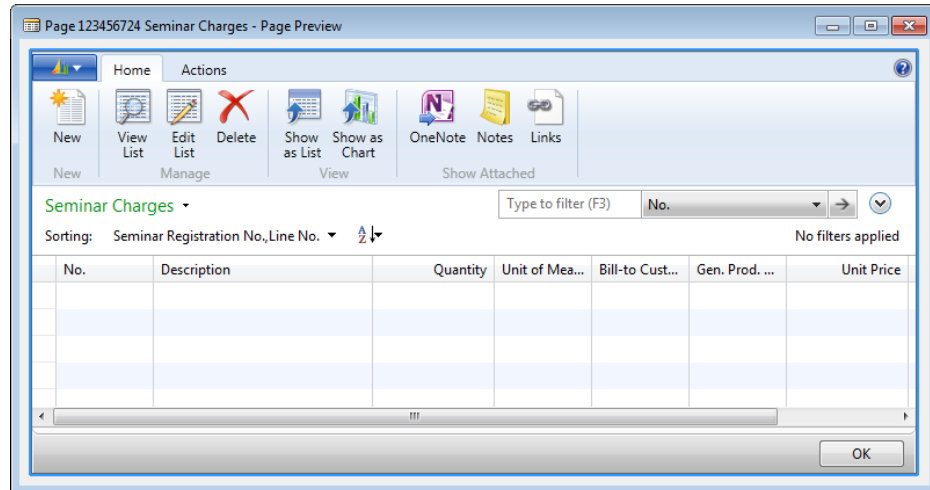 Page 123456724 Seminar Charges - Page Preview
Home Actions
New View List Edit List Delete Show as List Show as Chart OneNote Notes Links
New Manage View Show Attached
Seminar Charges Type to filter (F3) No.
Sorting: Seminar Registration No.,Line No. A Z No filters applied
No. Description Quantity Unit of Mea... Bill-to Cust... Gen. Prod. ... Unit Price
OK